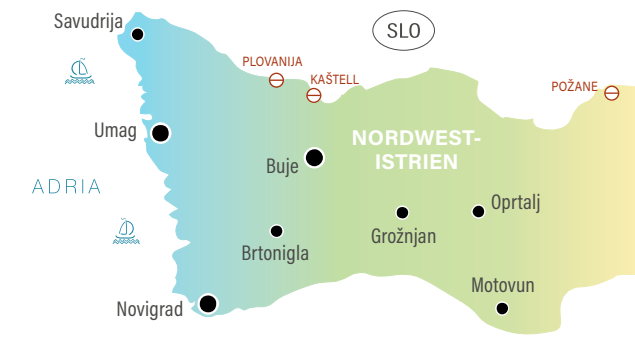 Savudrija
SLO
PLOVANIJA
KAŠTELL
POŽANE
Umag
NORDWEST-
ISTRIEN
Buje
ADRIA
Oprtalj
Grožnjan
Brtonigla
Motovun
Novigrad